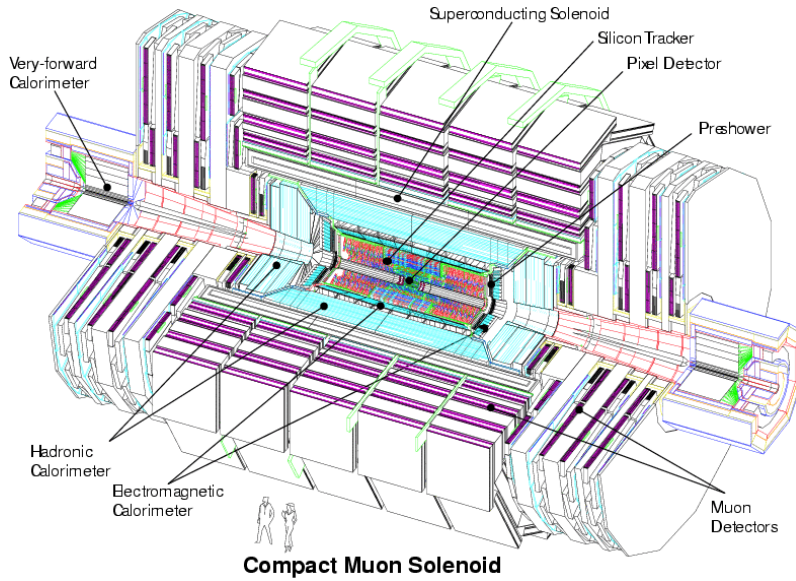 Superconducting Solenoid
Silicon Tracker
Pixel Detector
Very-forward
Calorimeter
Preshower
Hadronic
Calorimeter
Electromagnetic
Calorimeter
Muon
Detectors
Compact Muon Solenoid